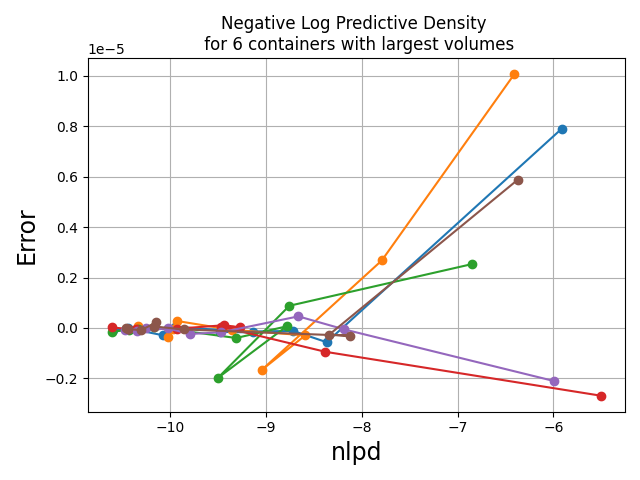 Negative Log Predictive Density
for 6 containers with largest volumes
1e−5
1.0
0.8
0.6
0.4
0.2
0.0
−0.2
Error
−10
−9
−8
−7
−6
nlpd